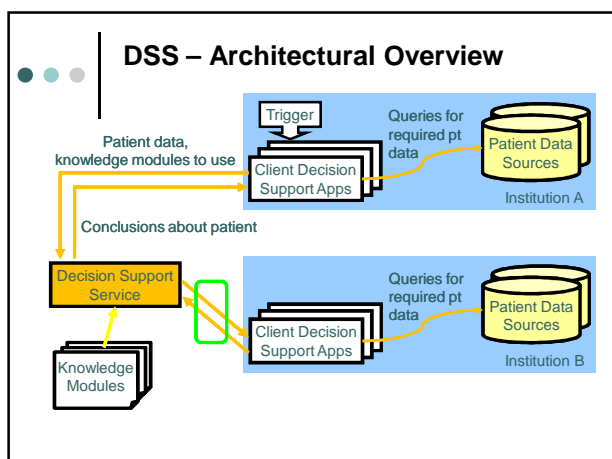 DSS – Architectural Overview
Trigger
Queries for
required pt
data
Patient Data
Sources
Patient data,
knowledge modules to use
Client Decision
Support Apps
Institution A
Conclusions about patient
Decision Support
Service
Queries for
required pt
data
Patient Data
Sources
Client Decision
Support Apps
Institution B
Knowledge
Modules